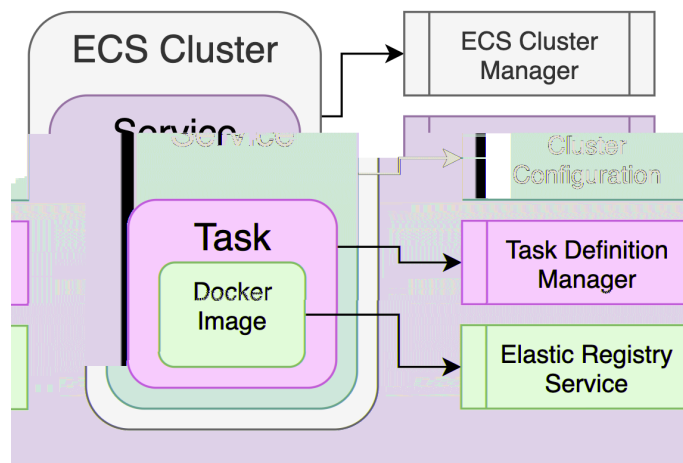 ECS Cluster
ECS Cluster
Manager
Service
Cluster
Configuration
Task
Task Definition
Manager
Docker
Image
Elastic Registry
Service